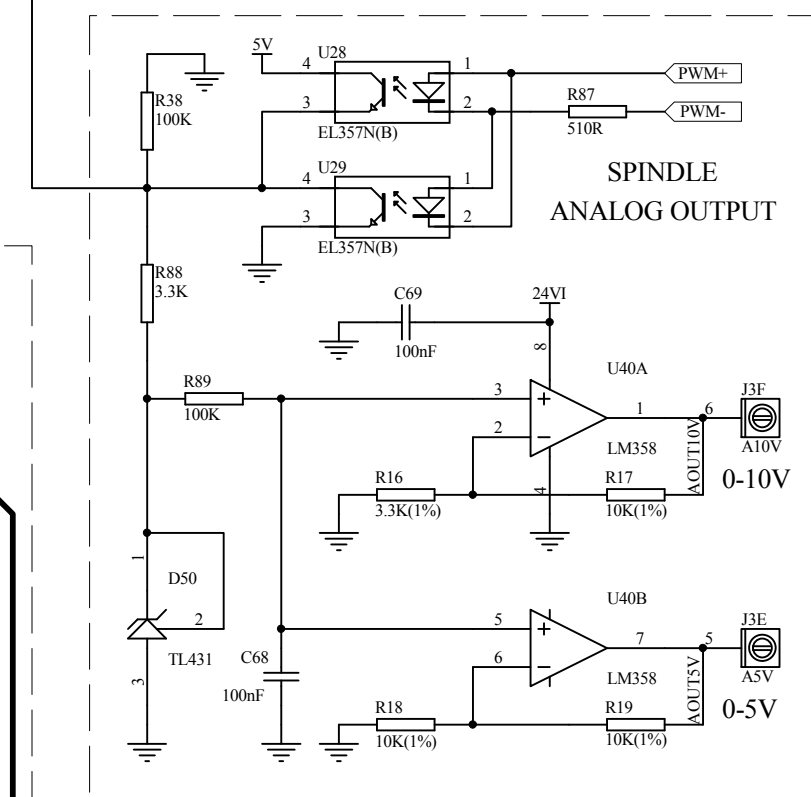 5V
U28
4
1
PWM+
R38
100K
3
2
R87
PWM-
EL357N(B)
510R
U29
4
1
SPINDLE
ANALOG OUTPUT
3
2
EL357N(B)
R88
3.3K
C69
24VI
100nF
8
U40A
R89
100K
3
1
6
J3F
2
LM358
AOUT10V
A10V
4
R16
R17
0-10V
3.3K(1%)
10K(1%)
1
D50
2
U40B
5
7
5
J3E
TL431
C68
6
LM358
AOUT5V
A5V
3
100nF
R18
R19
0-5V
10K(1%)
10K(1%)